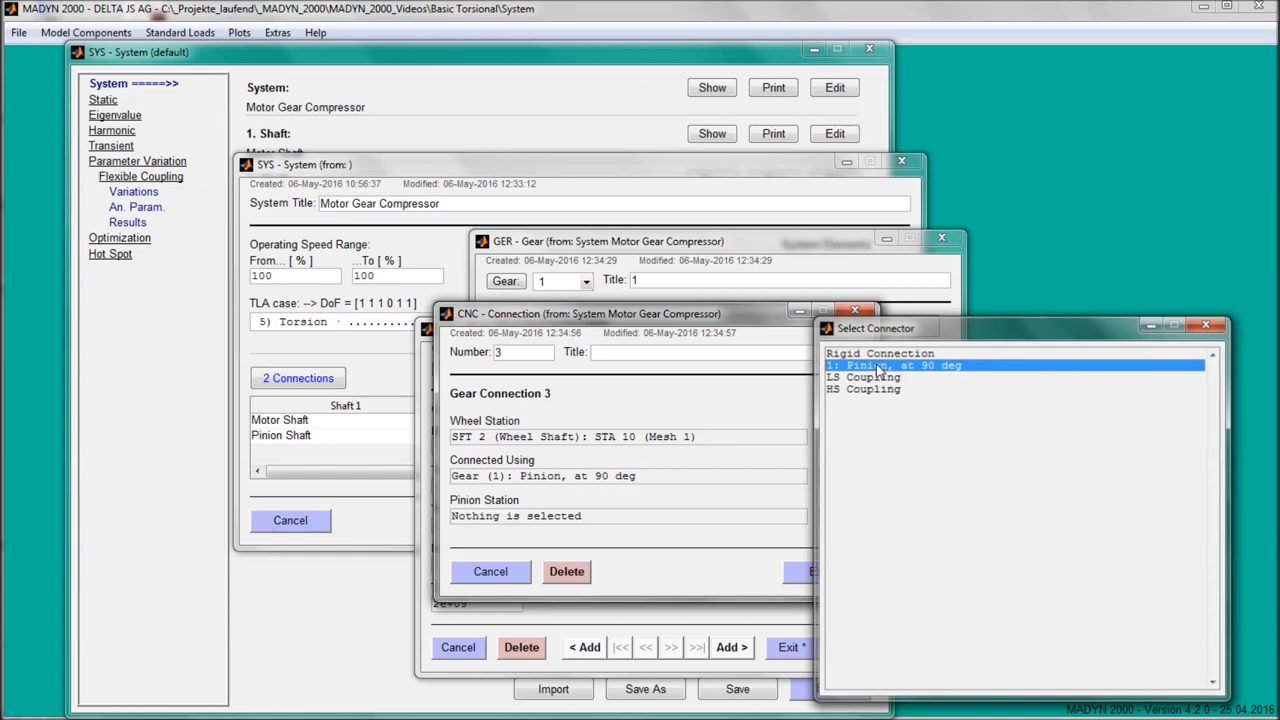 MADYN 2000 - DELTA JS AG - C:\_Projekte_laufend\_MADYN_2000\MADYN_2000_Videos\Basic Torsional\System
File Model Components Standard Loads Plots Extras Help
SYS - System (default)
System =====>>
Static
Eigenvalue
Harmonic
Transient
Parameter Variation
Flexible Coupling
Variations
An. Param.
Results
Optimization
Hot Spot
System: Show Print Edit
Motor Gear Compressor
1. Shaft: Show Print Edit
SYS - System (from: )
Created: 06-May-2016 10:56:37 Modified: 06-May-2016 12:33:12
System Title: Motor Gear Compressor
Operating Speed Range:
From... [ % ] ...To [ % ]
100 100
TLA case: --> DoF = [1 1 1 0 1 1]
5) Torsion - ..........
2 Connections
Shaft 1
Motor Shaft
Pinion Shaft
Cancel
GER - Gear (from: System Motor Gear Compressor)
Created: 06-May-2016 12:34:29 Modified: 06-May-2016 12:34:29
Gear: 1 Title: 1
CNC - Connection (from: System Motor Gear Compressor)
Created: 06-May-2016 12:34:56 Modified: 06-May-2016 12:34:57
Number: 3 Title:
Gear Connection 3
Wheel Station
SFT 2 (Wheel Shaft): STA 10 (Mesh 1)
Connected Using
Gear (1): Pinion, at 90 deg
Pinion Station
Nothing is selected
Cancel Delete
Cancel Delete < Add |<< << >> >>| Add > Exit *
Import Save As Save
Select Connector
Rigid Connection
1: Pinion, at 90 deg
LS Coupling
HS Coupling
MADYN 2000 - Version 4.2.0 - 25.04.2016